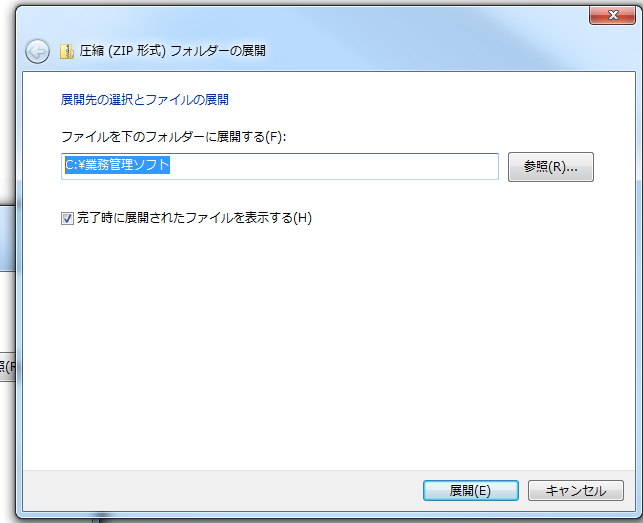 圧縮 (ZIP 形式) フォルダーの展開
展開先の選択とファイルの展開
ファイルを下のフォルダーに展開する(F):
C:¥業務管理ソフト
参照(R)...
完了時に展開されたファイルを表示する(H)
展開(E)
キャンセル